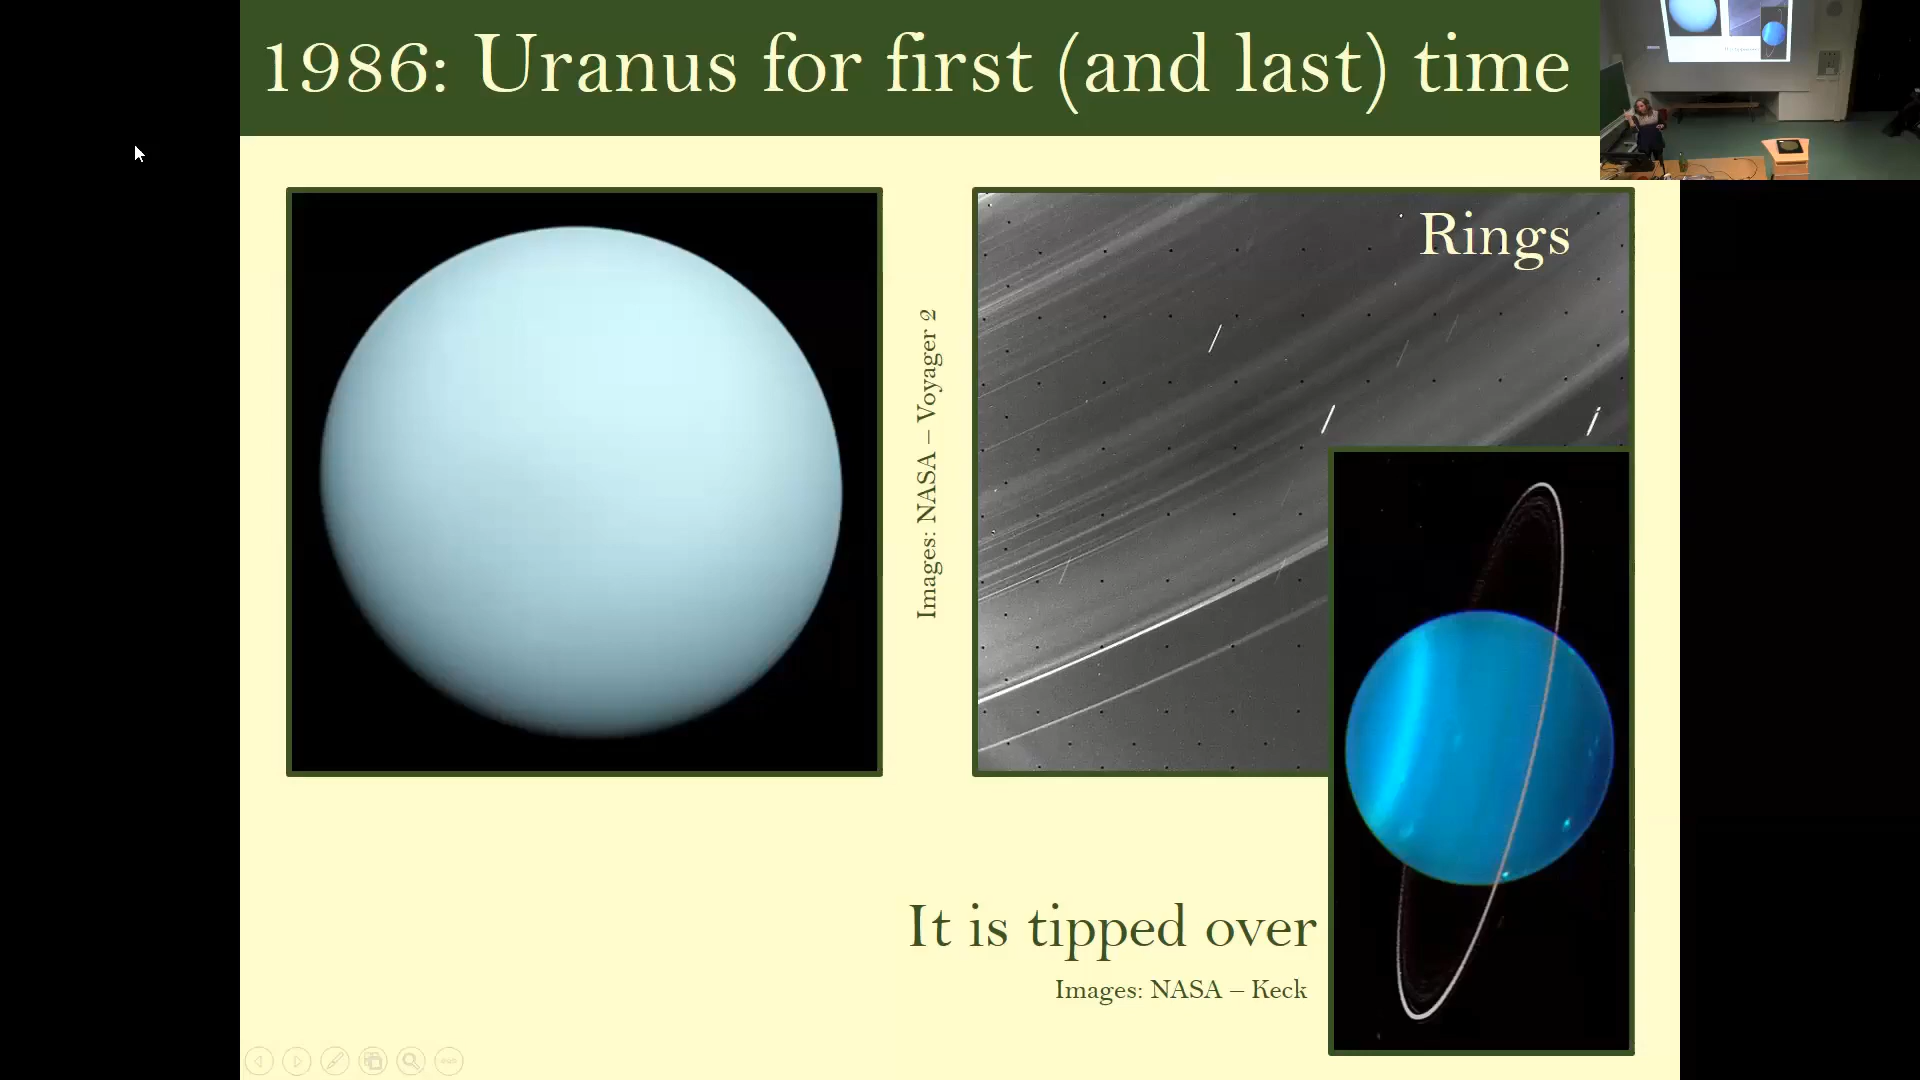 1986: Uranus for first (and last) time
Images: NASA – Voyager 2
Rings
It is tipped over
Images: NASA – Keck